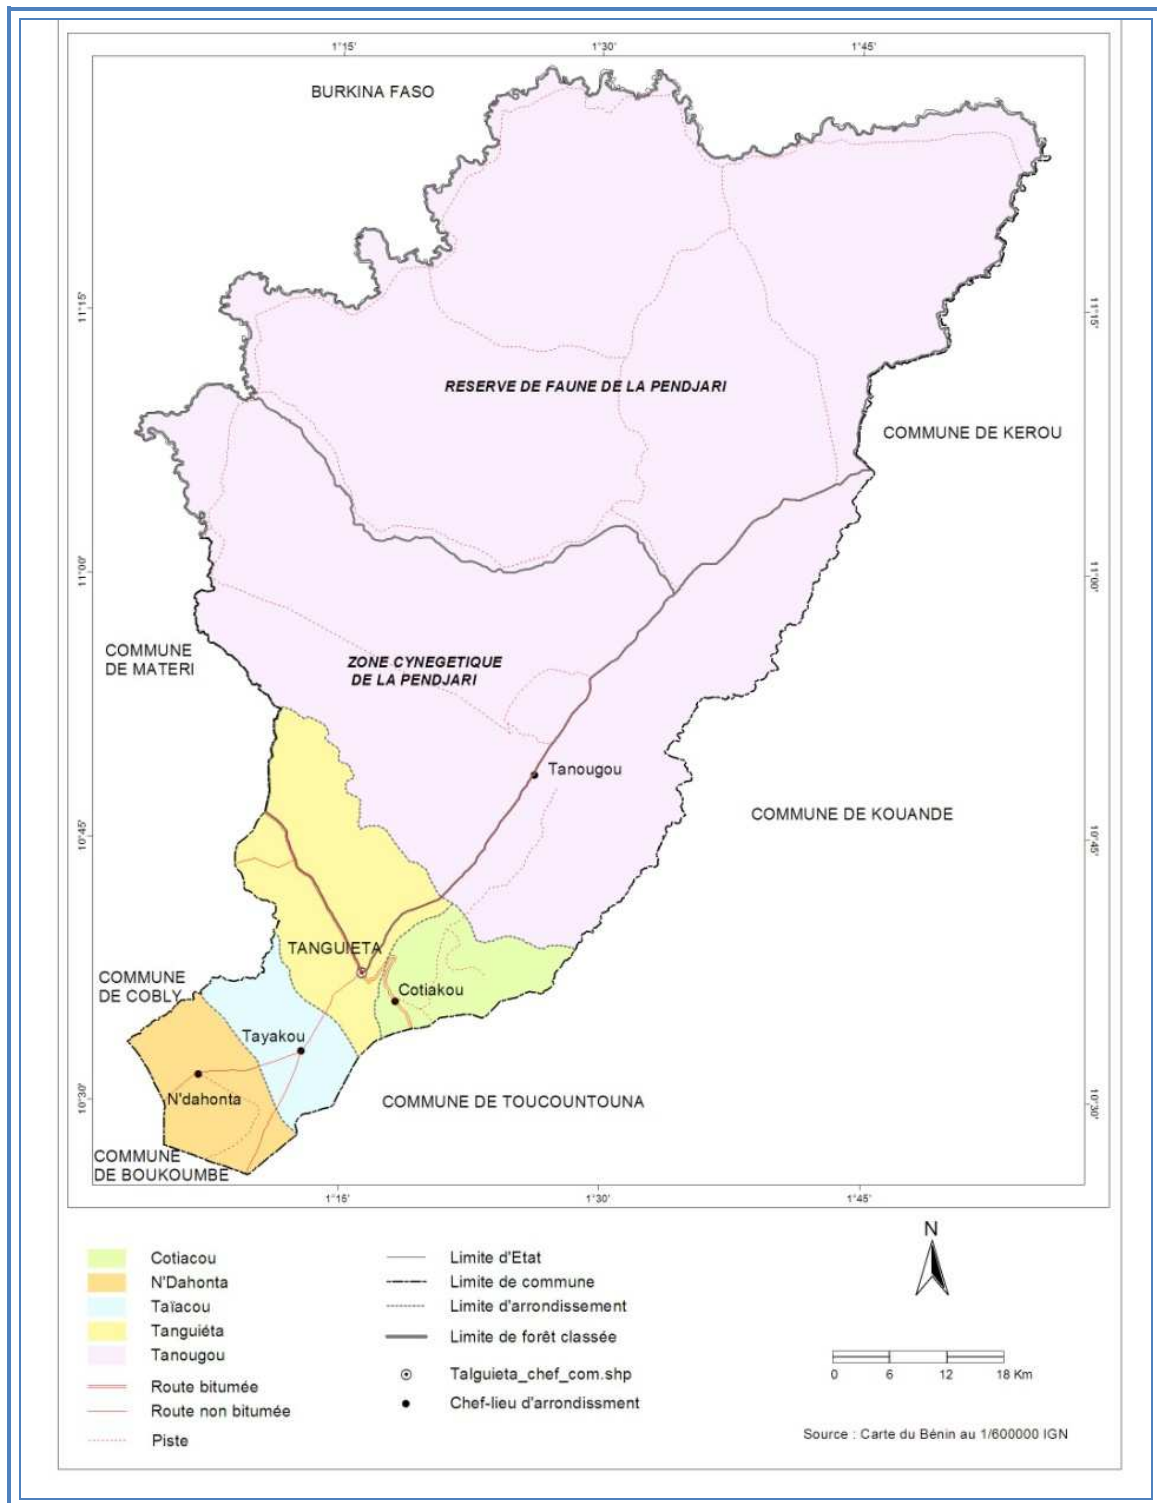 1°15'
1°30'
1°45'
BURKINA FASO
11°15'
11°15'
RESERVE DE FAUNE DE LA PENDJARI
COMMUNE DE KEROU
11°00'
11°00'
COMMUNE
DE MATERI
ZONE CYNEGETIQUE
DE LA PENDJARI
Tanougou
COMMUNE DE KOUANDE
10°45'
10°45'
TANGUIETA
COMMUNE
DE COBLY
Cotiakou
Tayakou
N'dahonta
10°30'
10°30'
COMMUNE DE TOUCOUNTOUNA
COMMUNE
DE BOUKOUMBE
1°15'
1°30'
1°45'
Cotiacou
N'Dahonta
Taïacou
Tanguiéta
Tanougou
Route bitumée
Route non bitumée
Piste
Limite d'Etat
Limite de commune
Limite d'arrondissement
Limite de forêt classée
Talguieta_chef_com.shp
Chef-lieu d'arrondissment
N
0 6 12 18 Km
Source : Carte du Bénin au 1/600000 IGN